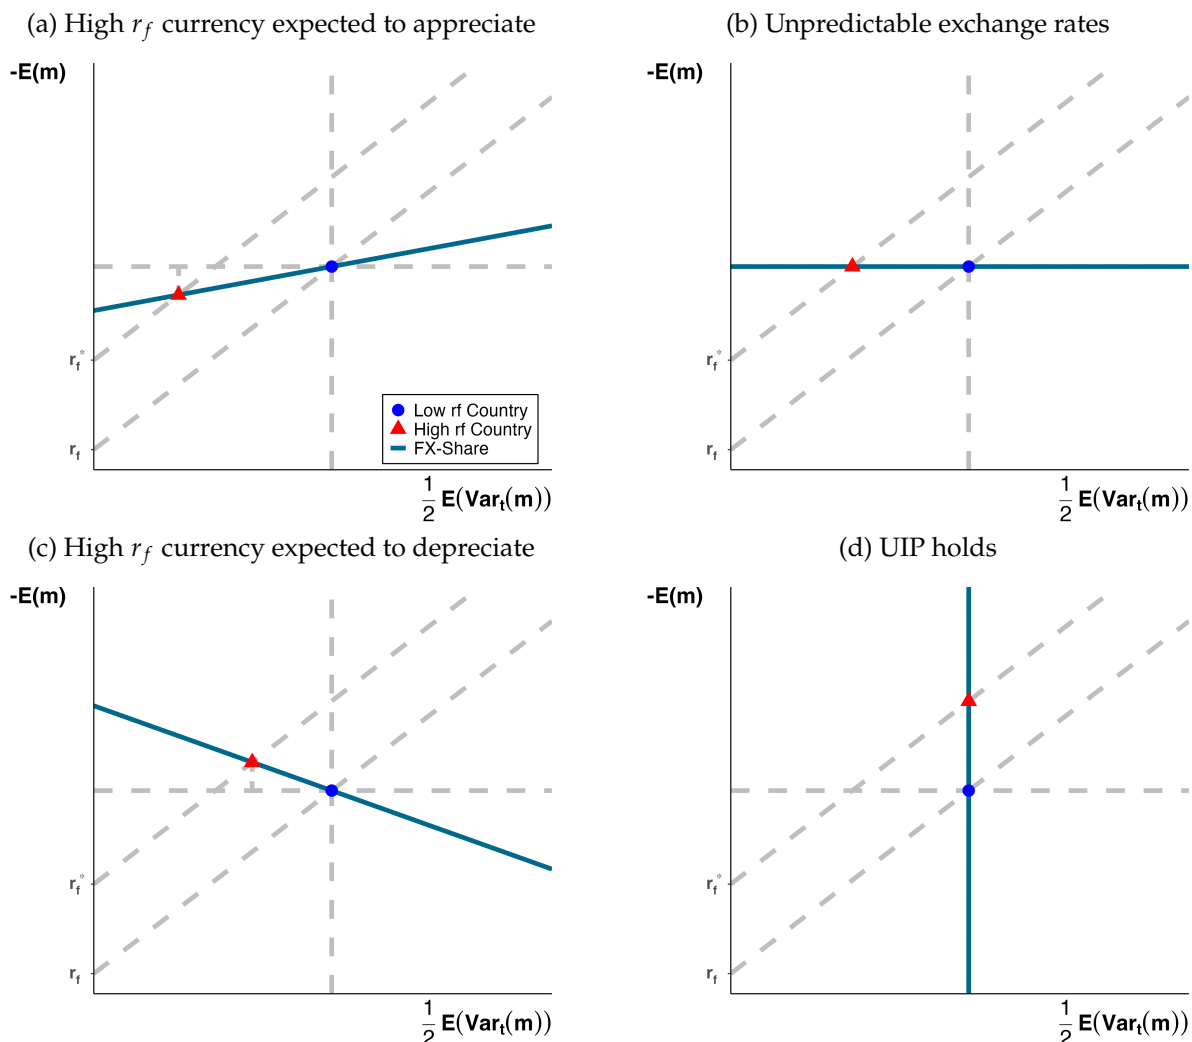 (a) High r_f currency expected to appreciate
(b) Unpredictable exchange rates
-E(m)
-E(m)
r_f^*
r_f^*
Low rf Country
High rf Country
FX-Share
r_f
r_f
1/2 E(Var_t(m))
1/2 E(Var_t(m))
(c) High r_f currency expected to depreciate
(d) UIP holds
-E(m)
-E(m)
r_f^*
r_f^*
r_f
r_f
1/2 E(Var_t(m))
1/2 E(Var_t(m))